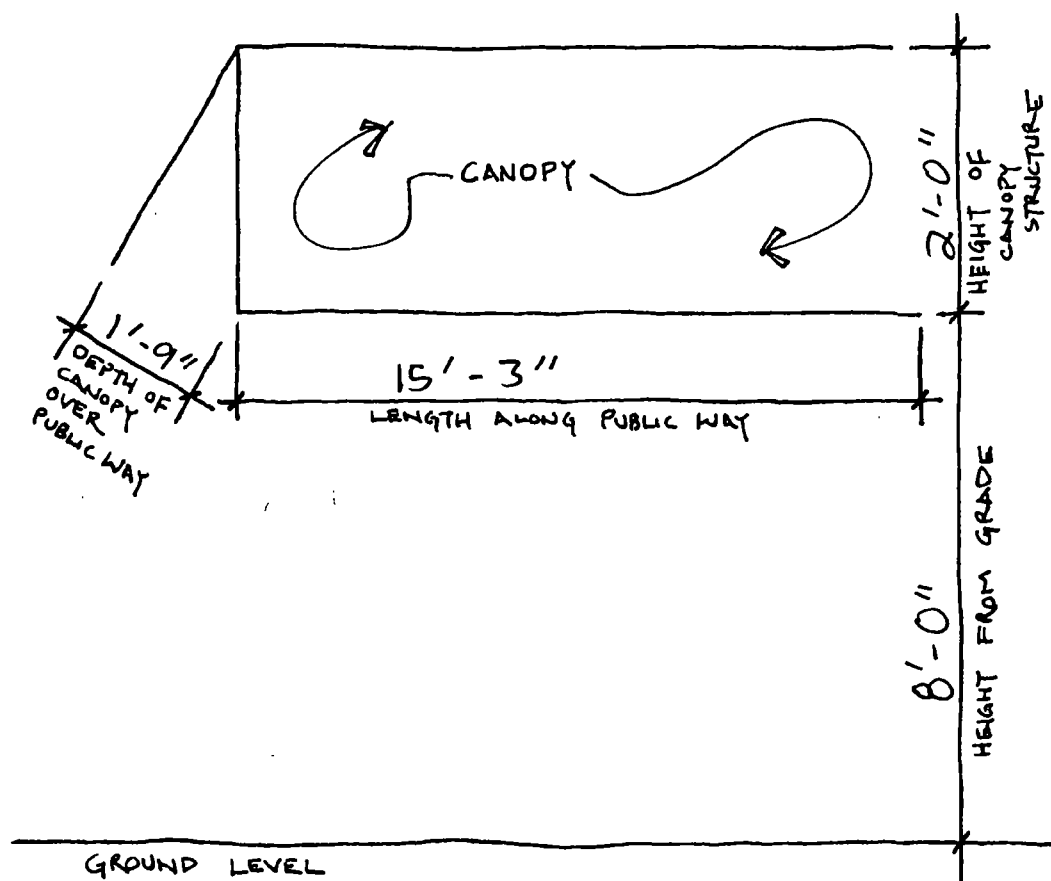 CANOPY
2'-0"
HEIGHT OF
CANOPY
STRUCTURE
1'-9"
DEPTH OF
CANOPY
OVER
PUBLIC WAY
15'-3"
LENGTH ALONG PUBLIC WAY
8'-0"
HEIGHT FROM GRADE
GROUND LEVEL